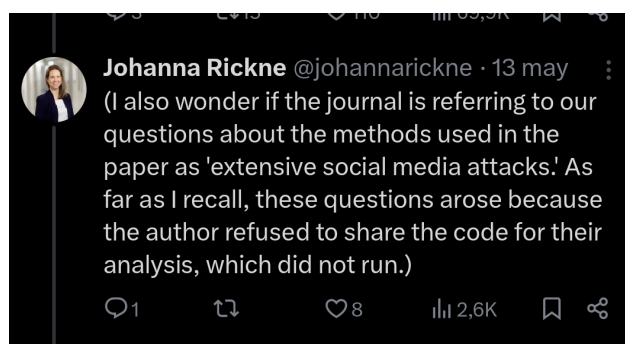 Johanna Rickne @johannarickne · 13 may
(I also wonder if the journal is referring to our
questions about the methods used in the
paper as 'extensive social media attacks.' As
far as I recall, these questions arose because
the author refused to share the code for their
analysis, which did not run.)
1 8 2,6K